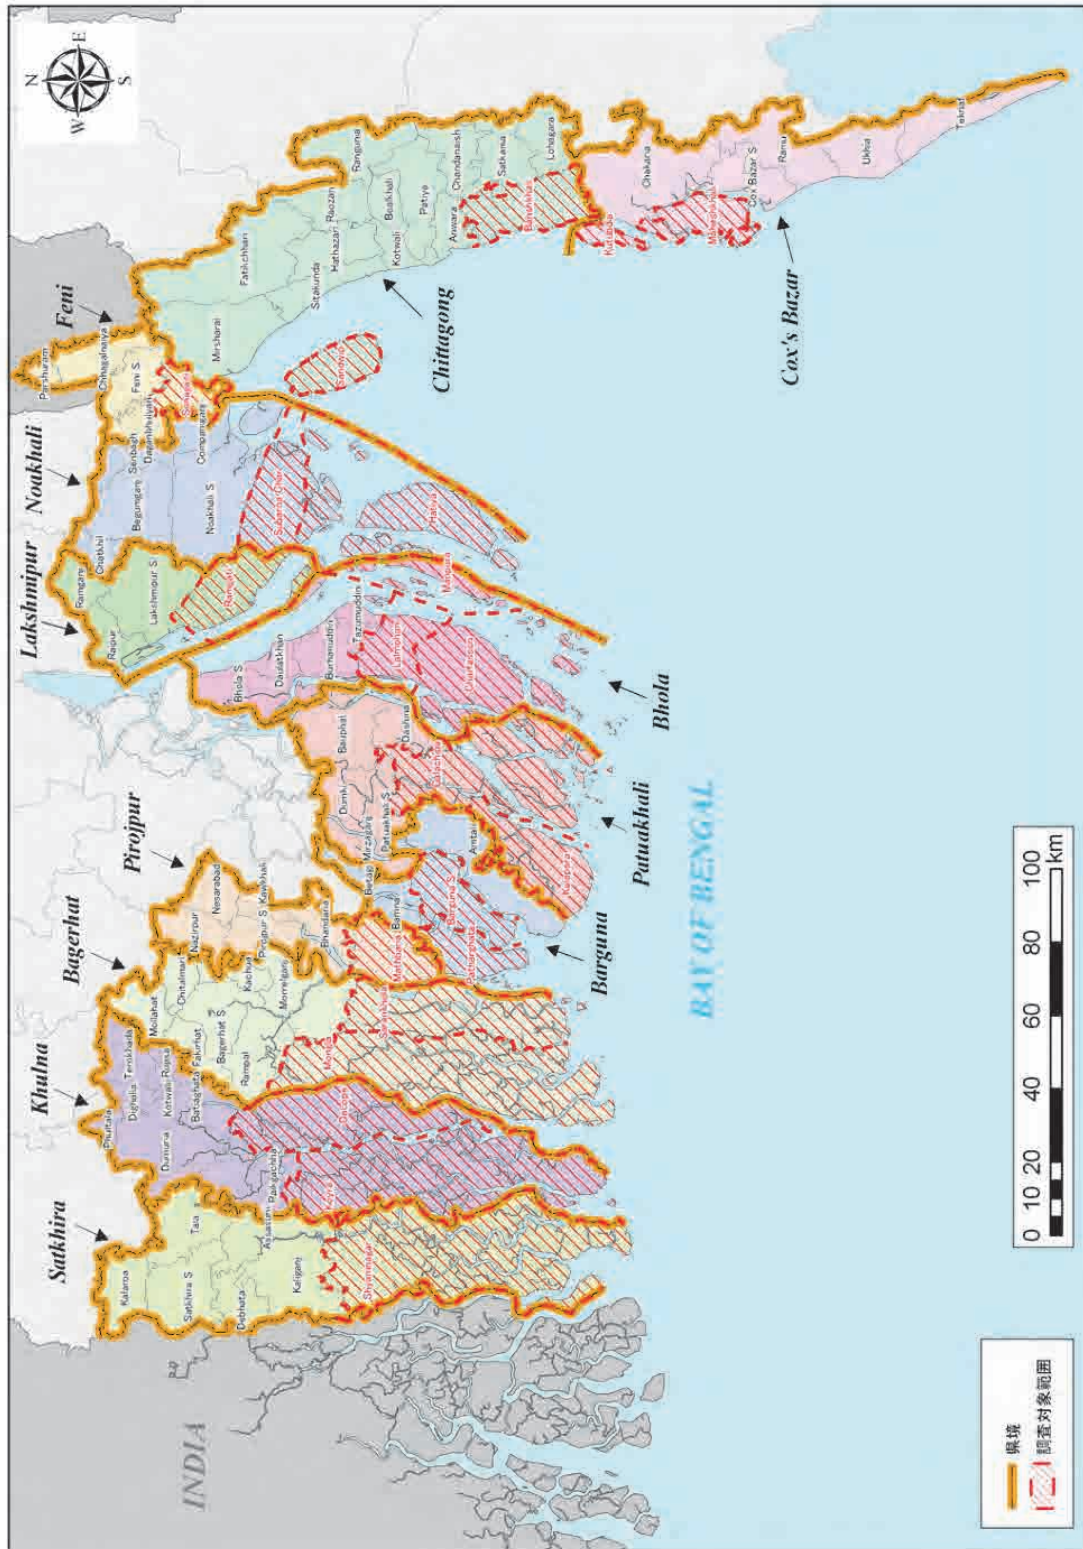 N
E
S
W
INDIA
BAY OF BENGAL
Satkhira
Khulna
Bagerhat
Pirojpur
Barguna
Patuakhali
Bhola
Lakshmipur
Noakhali
Feni
Chittagong
Cox's Bazar
Kalaroa
Satkhira S
Tala
Debhata
Assasuni
Kaliganj
Shyamnagar
Phultala
Dighalia
Terokhada
Dumuria
Kotwali
Rupsa
Batiaghata
Paikgachha
Koyra
Dacope
Mollahat
Chitalmari
Fakirhat
Bagerhat S
Kachua
Rampal
Morrelganj
Mongla
Sarankhola
Nazirpur
Nesarabad
Pirojpur S
Kawkhali
Bhandaria
Mathbaria
Betagi
Bamna
Barguna S
Patharghata
Amtali
Mirzaganj
Dumki
Patuakhali S
Bauphal
Dashina
Galachipa
Kalapara
Bhola S
Daulatkhan
Burhanuddin
Tazumuddin
Lalmohan
Charfasson
Manpura
Ramganj
Raipur
Lakshmipur S
Ramgati
Chatkhil
Begumganj
Senbagh
Noakhali S
Companiganj
Subarna Char
Hatiya
Parshuram
Chhagalnaiya
Feni S
Daganbhuiyan
Sonagazi
Mirsharai
Fatikchhari
Sitakunda
Hathazari
Raozan
Rangunia
Kotwali
Boalkhali
Patiya
Chandanaish
Anwara
Satkania
Lohagara
Banshkhali
Sandwip
Kutubdia
Chakaria
Maheshkhali
Cox Bazar S
Ramu
Ukhia
Teknaf
県境
調査対象範囲
0 10 20 40 60 80 100
km